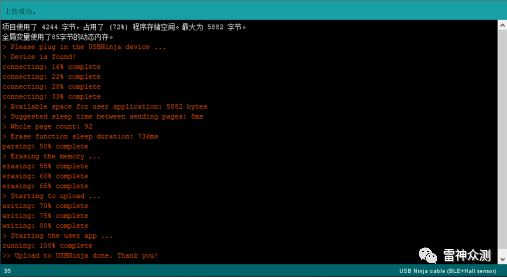 上传成功。
项目使用了 4244 字节，占用了 (72%) 程序存储空间。最大为 5882 字节。
全局变量使用了85字节的动态内存。
> Please plug in the USBNinja device ...
> Device is found!
connecting: 16% complete
connecting: 22% complete
connecting: 28% complete
connecting: 33% complete
> Available space for user application: 5882 bytes
> Suggested sleep time between sending pages: 8ms
> Whole page count: 92
> Erase function sleep duration: 736ms
parsing: 50% complete
> Erasing the memory ...
erasing: 55% complete
erasing: 60% complete
erasing: 65% complete
> Starting to upload ...
writing: 70% complete
writing: 75% complete
writing: 80% complete
> Starting the user app ...
running: 100% complete
>> Upload to USBNinja done. Thank you!
雷神众测
35
USB Ninja cable (BLE+Hall sensor)